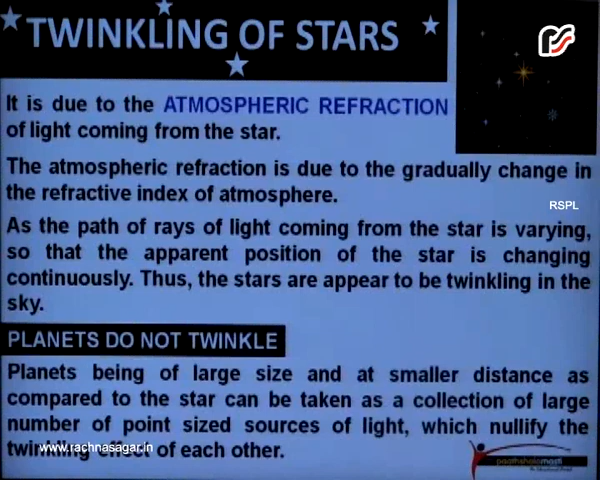 TWINKLING OF STARS
It is due to the ATMOSPHERIC REFRACTION
of light coming from the star.
The atmospheric refraction is due to the gradually change in
the refractive index of atmosphere.
RSPL
As the path of rays of light coming from the star is varying,
so that the apparent position of the star is changing
continuously. Thus, the stars are appear to be twinkling in the
sky.
PLANETS DO NOT TWINKLE
Planets being of large size and at smaller distance as
compared to the star can be taken as a collection of large
number of point sized sources of light, which nullify the
twinkling effect of each other.
www.rachnasagar.in
paathshalamasti